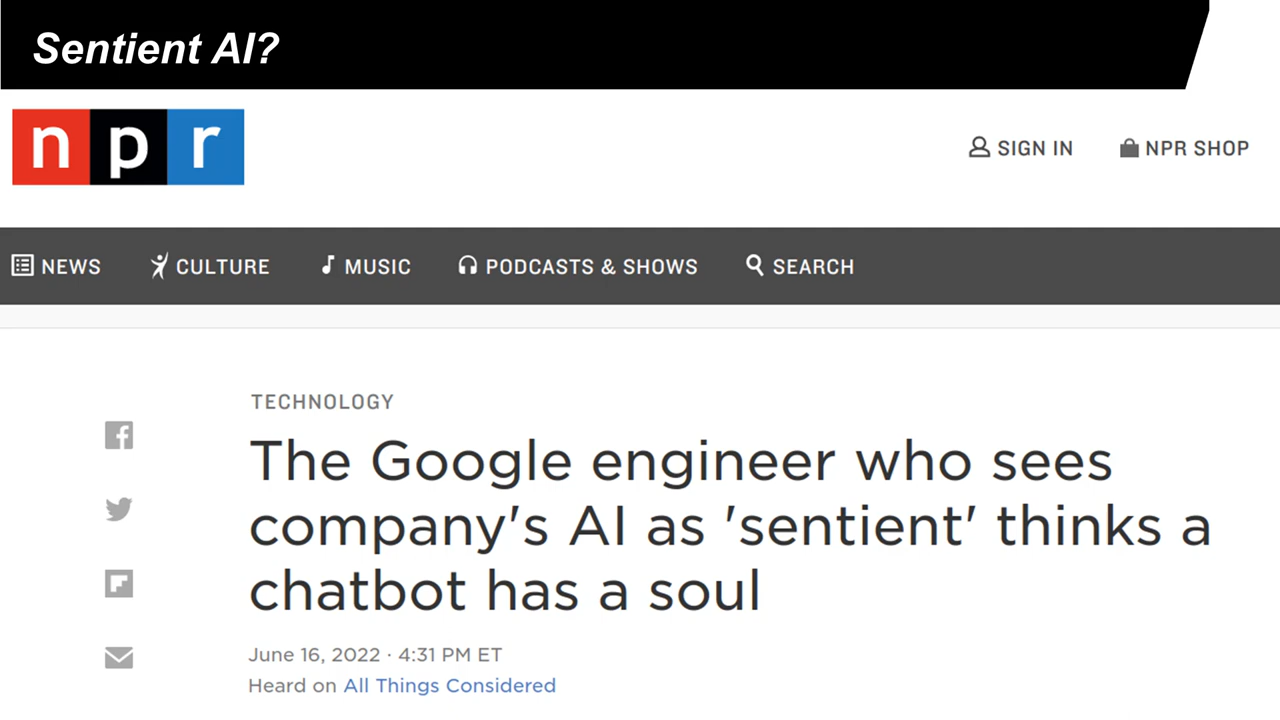 Sentient AI?
npr
SIGN IN
NPR SHOP
NEWS
CULTURE
MUSIC
PODCASTS & SHOWS
SEARCH
TECHNOLOGY
The Google engineer who sees
company's AI as 'sentient' thinks a
chatbot has a soul
June 16, 2022 · 4:31 PM ET
Heard on All Things Considered